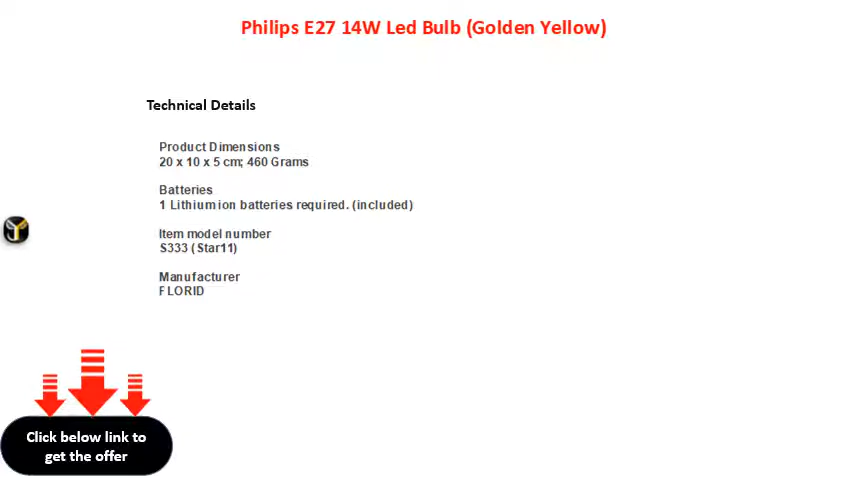 Philips E27 14W Led Bulb (Golden Yellow)
Technical Details
Product Dimensions
20 x 10 x 5 cm; 460 Grams
Batteries
1 Lithium ion batteries required. (included)
Item model number
S333 (Star11)
Manufacturer
FLORID
Click below link to
get the offer